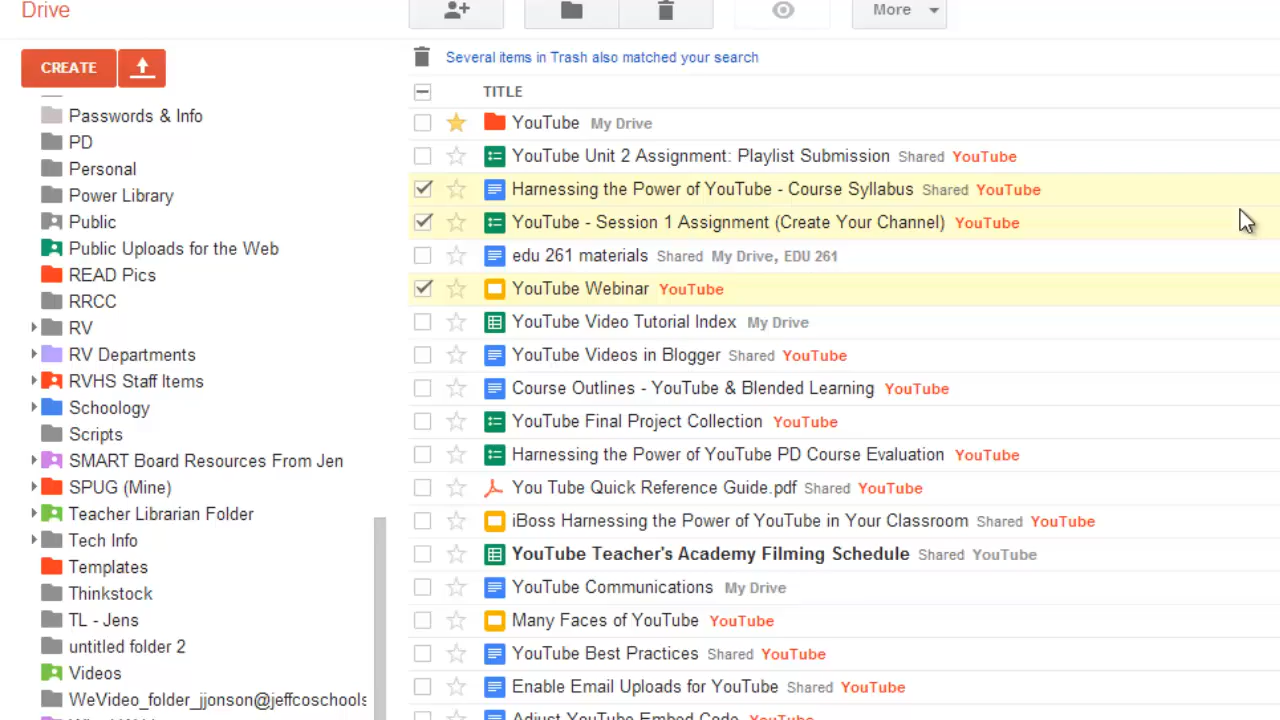 Drive
More
CREATE
Several items in Trash also matched your search
TITLE
Passwords & Info
PD
Personal
Power Library
Public
Public Uploads for the Web
READ Pics
RRCC
RV
RV Departments
RVHS Staff Items
Schoology
Scripts
SMART Board Resources From Jen
SPUG (Mine)
Teacher Librarian Folder
Tech Info
Templates
Thinkstock
TL - Jens
untitled folder 2
Videos
WeVideo_folder_jjonson@jeffcoschools
YouTube My Drive
YouTube Unit 2 Assignment: Playlist Submission Shared YouTube
Harnessing the Power of YouTube - Course Syllabus Shared YouTube
YouTube - Session 1 Assignment (Create Your Channel) YouTube
edu 261 materials Shared My Drive, EDU 261
YouTube Webinar YouTube
YouTube Video Tutorial Index My Drive
YouTube Videos in Blogger Shared YouTube
Course Outlines - YouTube & Blended Learning YouTube
YouTube Final Project Collection YouTube
Harnessing the Power of YouTube PD Course Evaluation YouTube
You Tube Quick Reference Guide.pdf Shared YouTube
iBoss Harnessing the Power of YouTube in Your Classroom Shared YouTube
YouTube Teacher's Academy Filming Schedule Shared YouTube
YouTube Communications My Drive
Many Faces of YouTube YouTube
YouTube Best Practices Shared YouTube
Enable Email Uploads for YouTube Shared YouTube
Adjust YouTube Embed Code YouTube